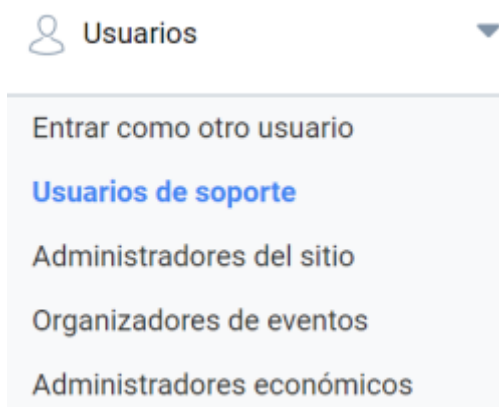 Usuarios
Entrar como otro usuario
Usuarios de soporte
Administradores del sitio
Organizadores de eventos
Administradores económicos